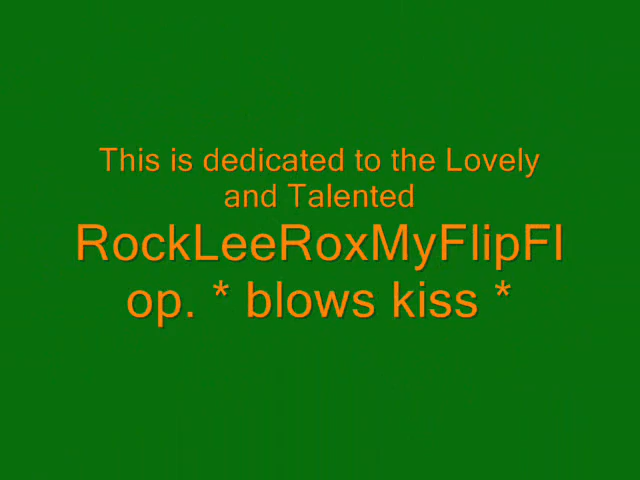 This is dedicated to the Lovely
and Talented
RockLeeRoxMyFlipFl
op. * blows kiss *